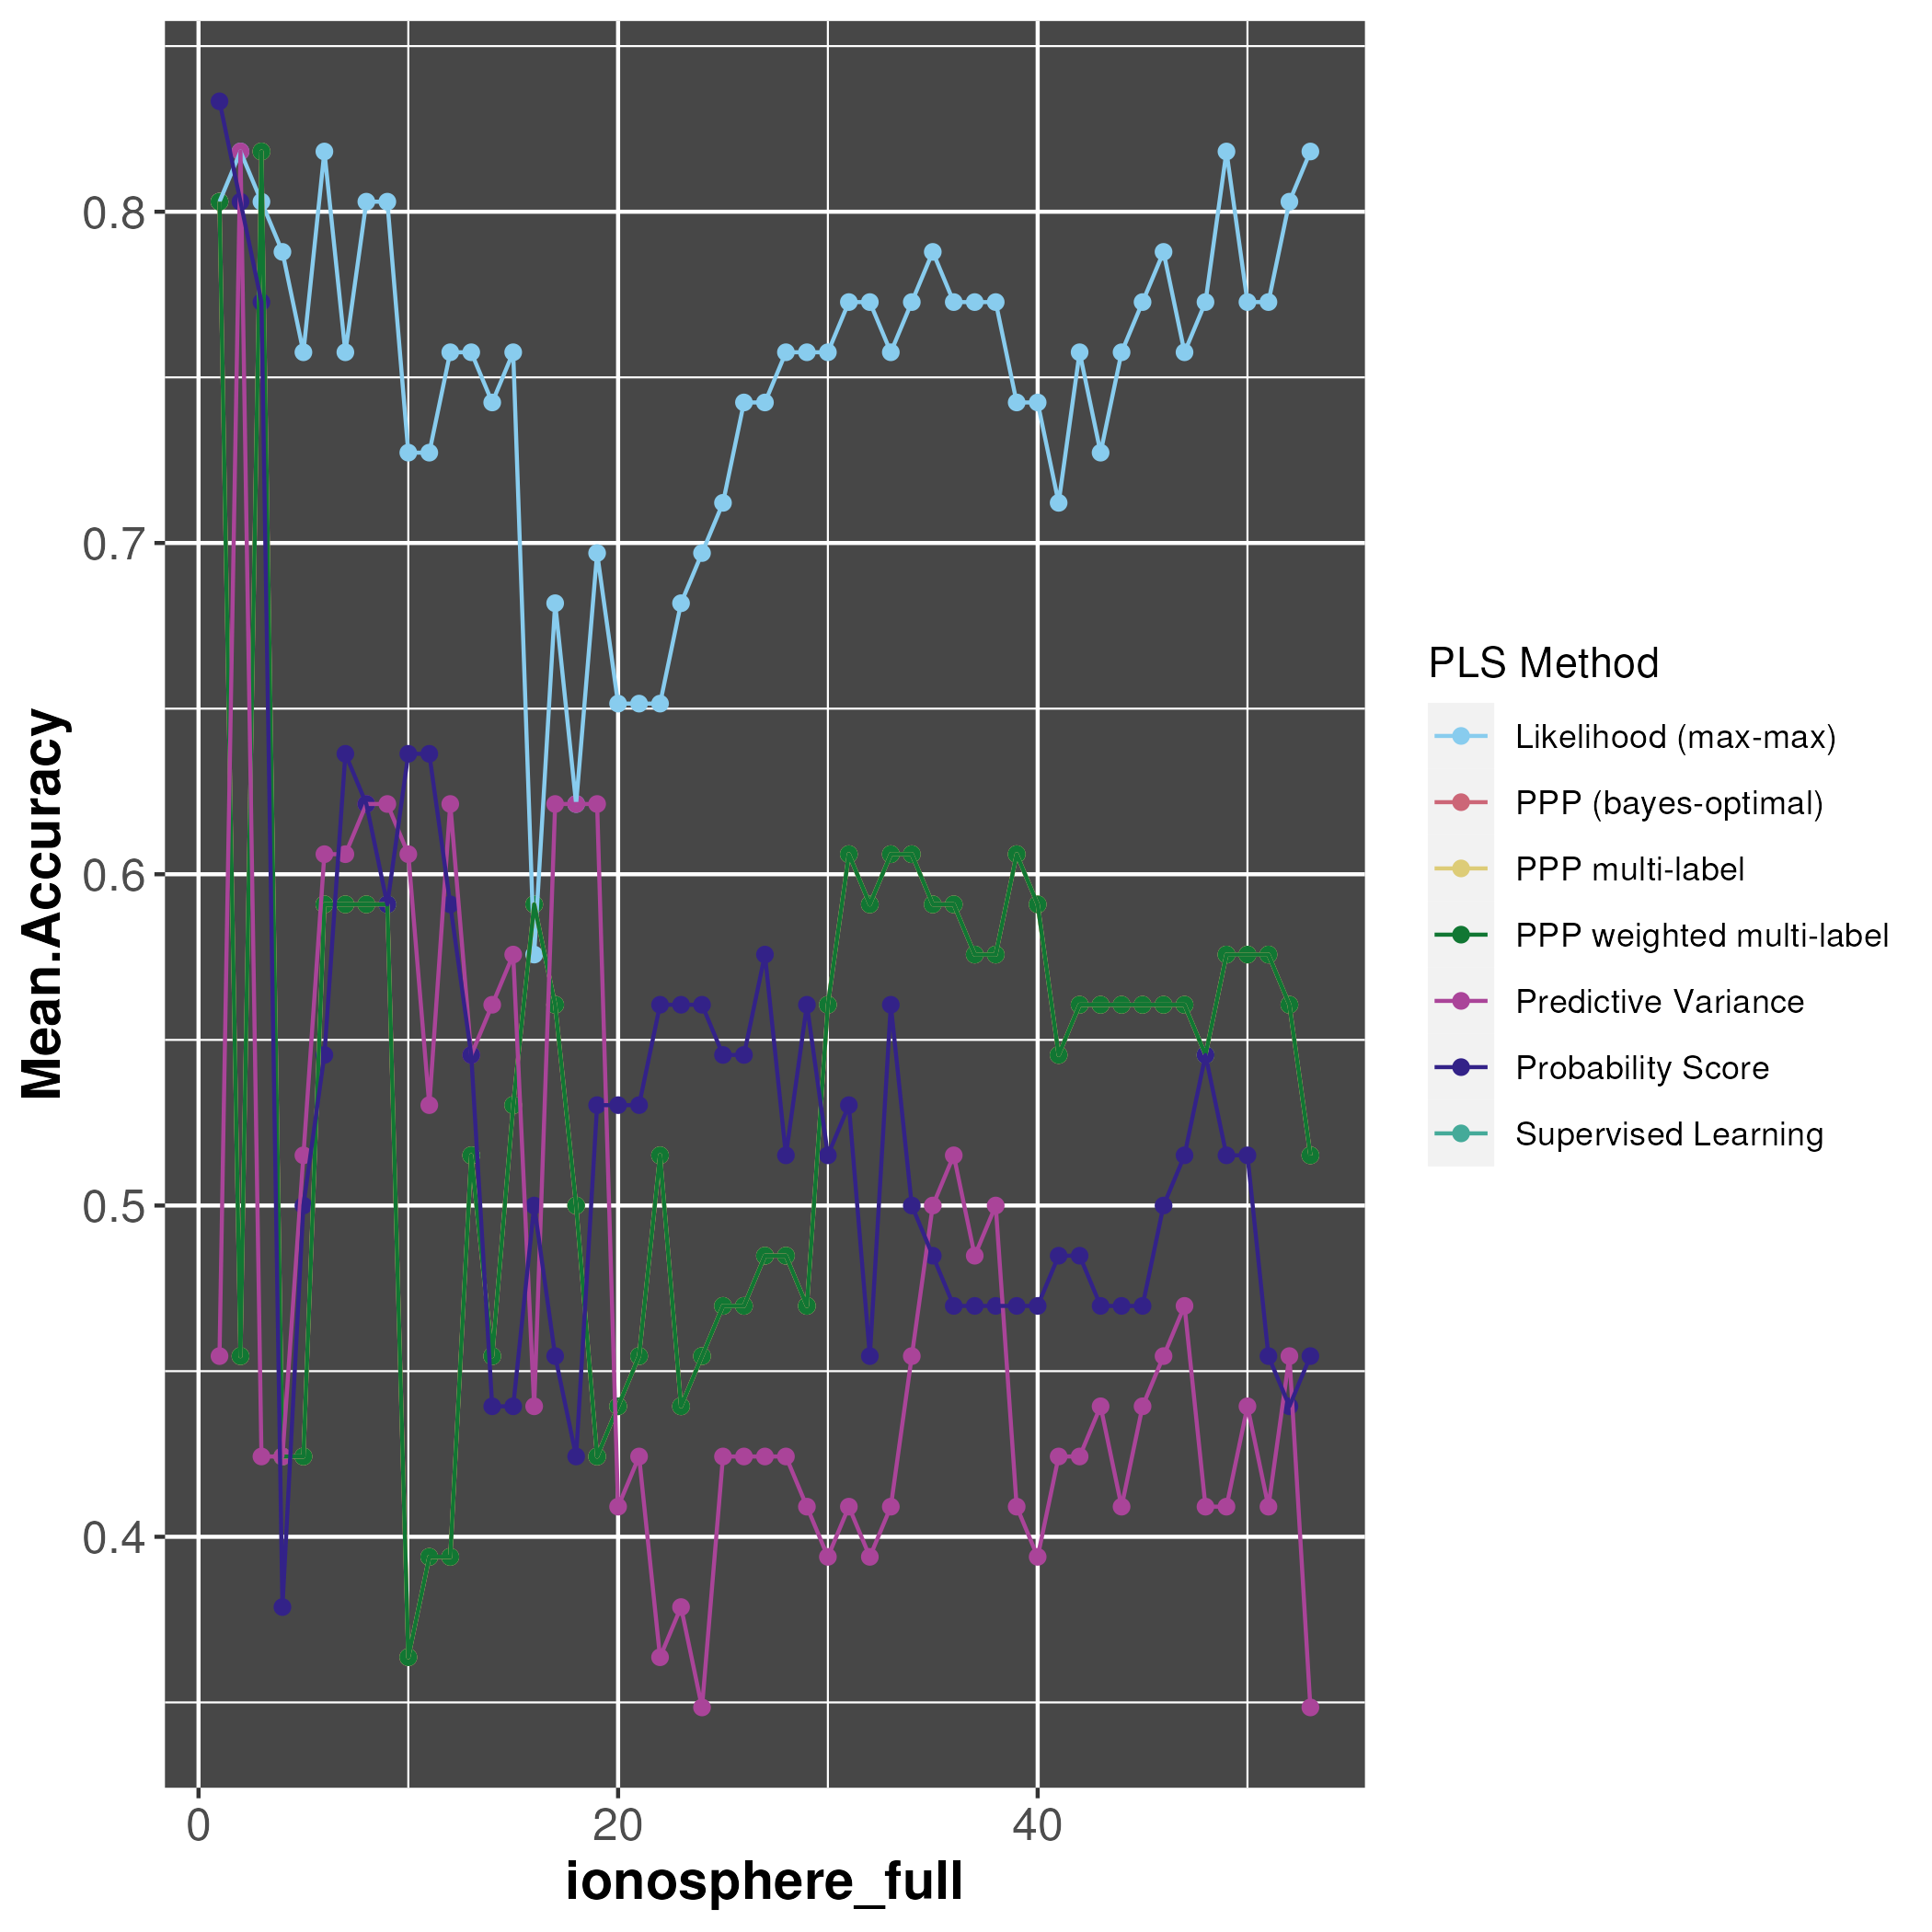 Mean.Accuracy
0.8
0.7
0.6
0.5
0.4
0
20
40
ionosphere_full
PLS Method
Likelihood (max-max)
PPP (bayes-optimal)
PPP multi-label
PPP weighted multi-label
Predictive Variance
Probability Score
Supervised Learning